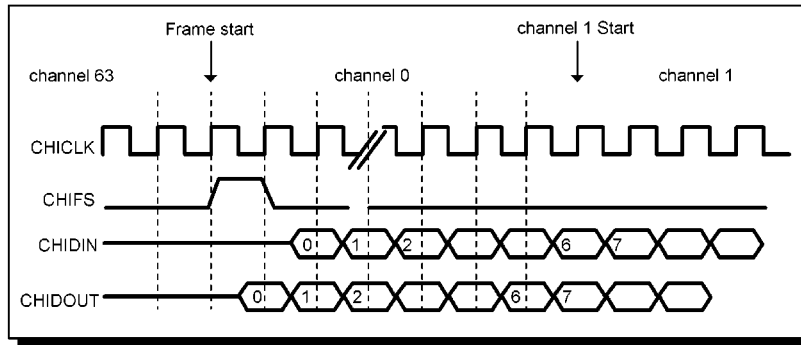 Frame start
channel 1 Start
channel 63
channel 0
channel 1
CHICLK
CHIFS
CHIDIN
0 1 2 6 7
CHIDOUT
0 1 2 6 7